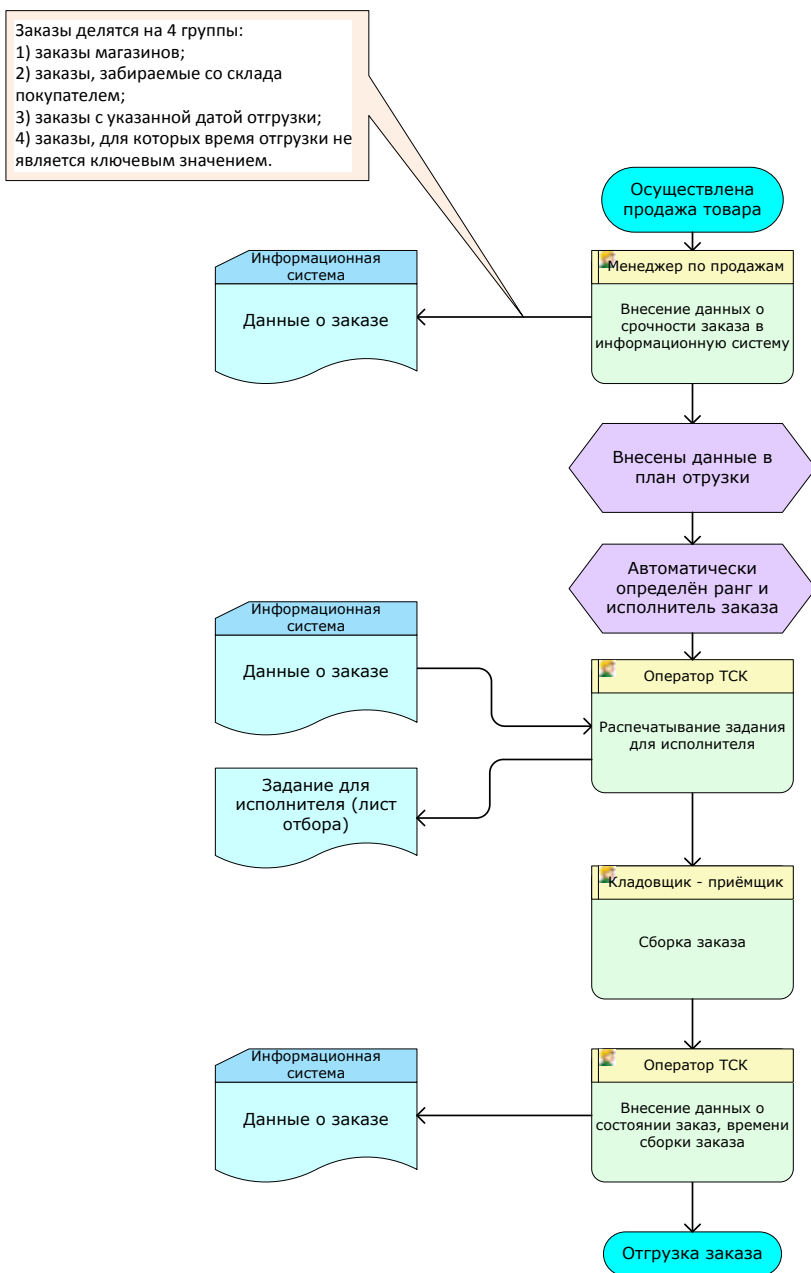 Заказы делятся на 4 группы:
1) заказы магазинов;
2) заказы, забираемые со склада
покупателем;
3) заказы с указанной датой отгрузки;
4) заказы, для которых время отгрузки не
является ключевым значением.
Осуществлена
продажа товара
Информационная
система
Данные о заказе
Менеджер по продажам
Внесение данных о
срочности заказа в
информационную систему
Внесены данные в
план отрузки
Автоматически
определён ранг и
исполнитель заказа
Информационная
система
Данные о заказе
Оператор ТСК
Распечатывание задания
для исполнителя
Задание для
исполнителя (лист
отбора)
Кладовщик - приёмщик
Сборка заказа
Информационная
система
Данные о заказе
Оператор ТСК
Внесение данных о
состоянии заказ, времени
сборки заказа
Отгрузка заказа